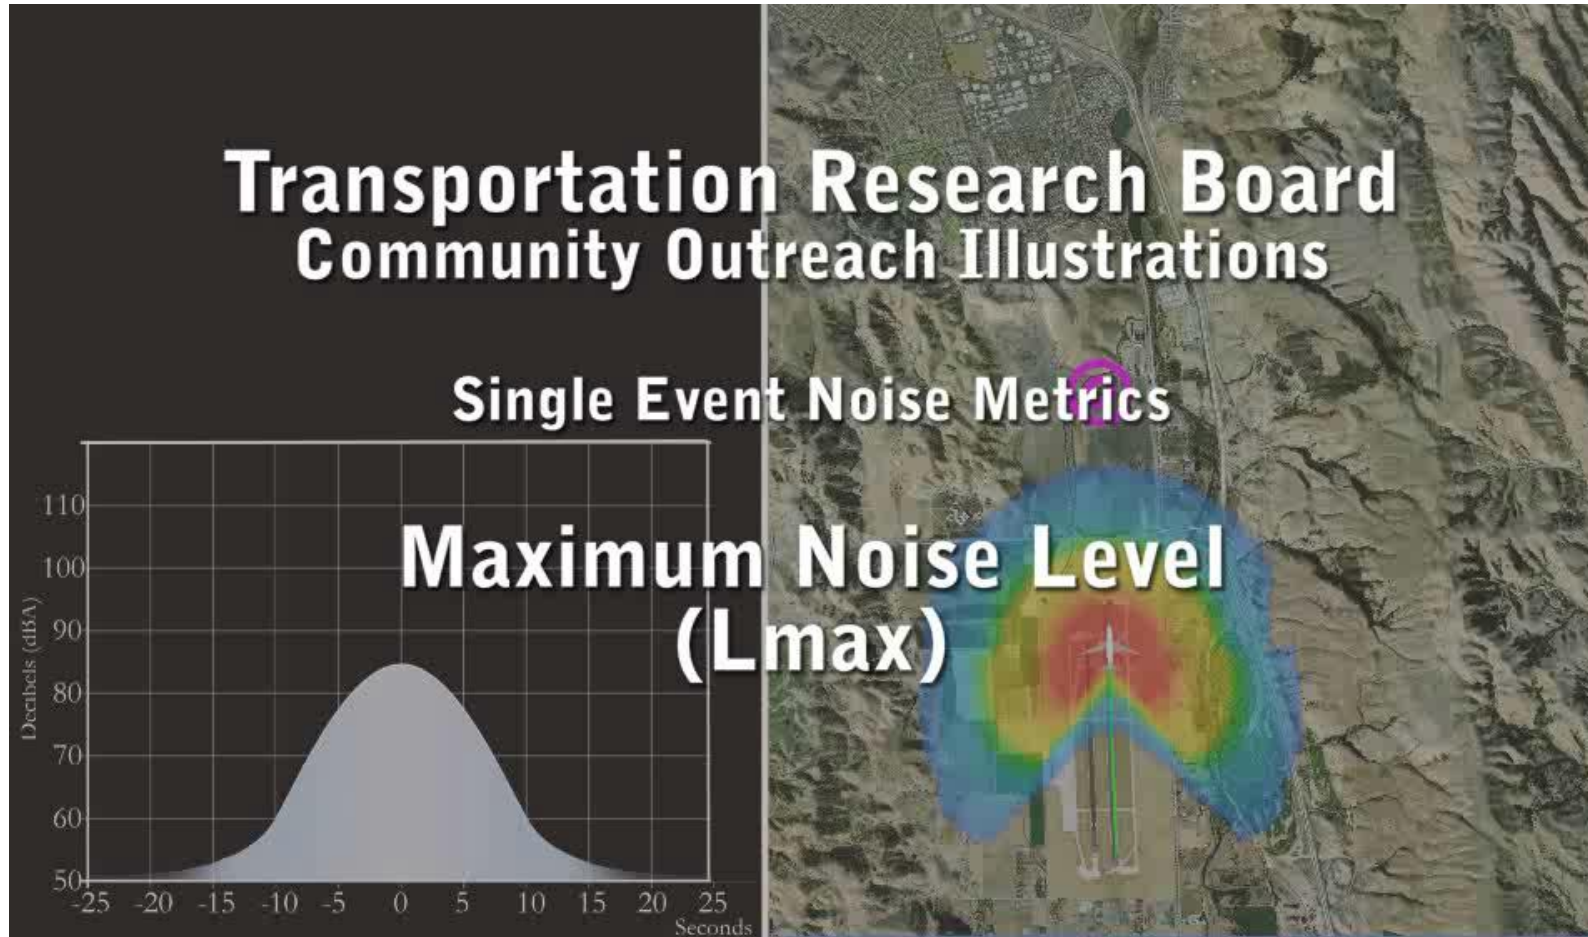 Transportation Research Board
Community Outreach Illustrations
Single Event Noise Metrics
Maximum Noise Level
(Lmax)
Decibels (dBA)
110
100
90
80
70
60
50
-25 -20 -15 -10 -5 0 5 10 15 20 25
Seconds